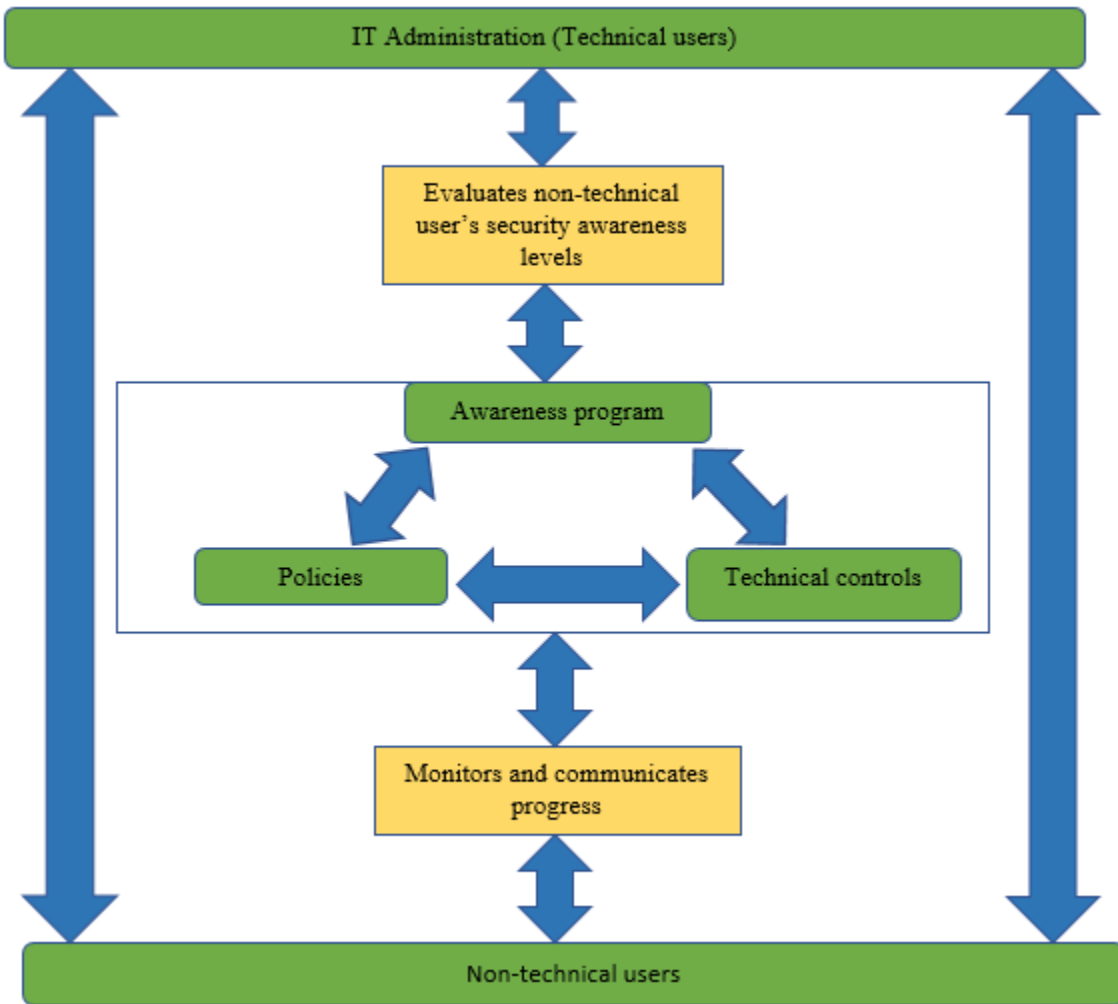 IT Administration (Technical users)
Evaluates non-technical
user’s security awareness
levels
Awareness program
Policies
Technical controls
Monitors and communicates
progress
Non-technical users